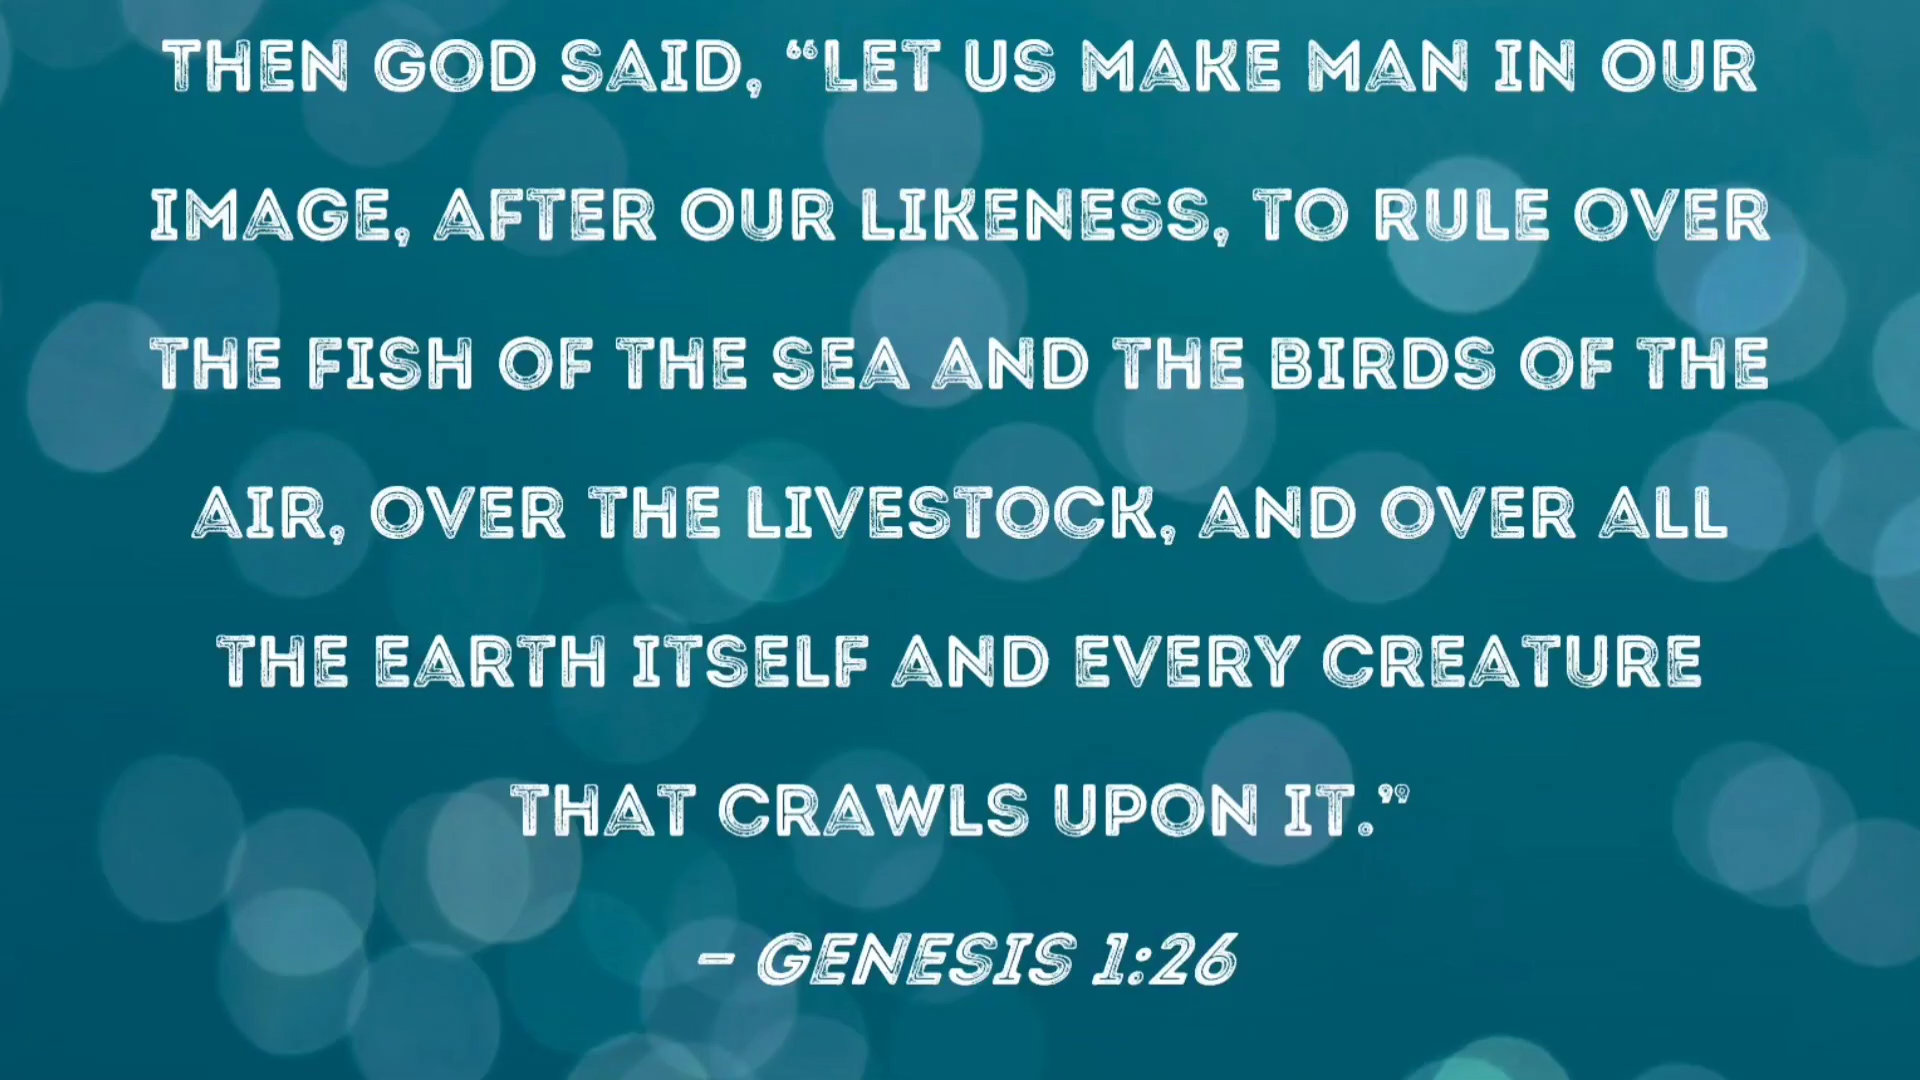 THEN GOD SAID, “LET US MAKE MAN IN OUR
IMAGE, AFTER OUR LIKENESS, TO RULE OVER
THE FISH OF THE SEA AND THE BIRDS OF THE
AIR, OVER THE LIVESTOCK, AND OVER ALL
THE EARTH ITSELF AND EVERY CREATURE
THAT CRAWLS UPON IT.”
- GENESIS 1:26